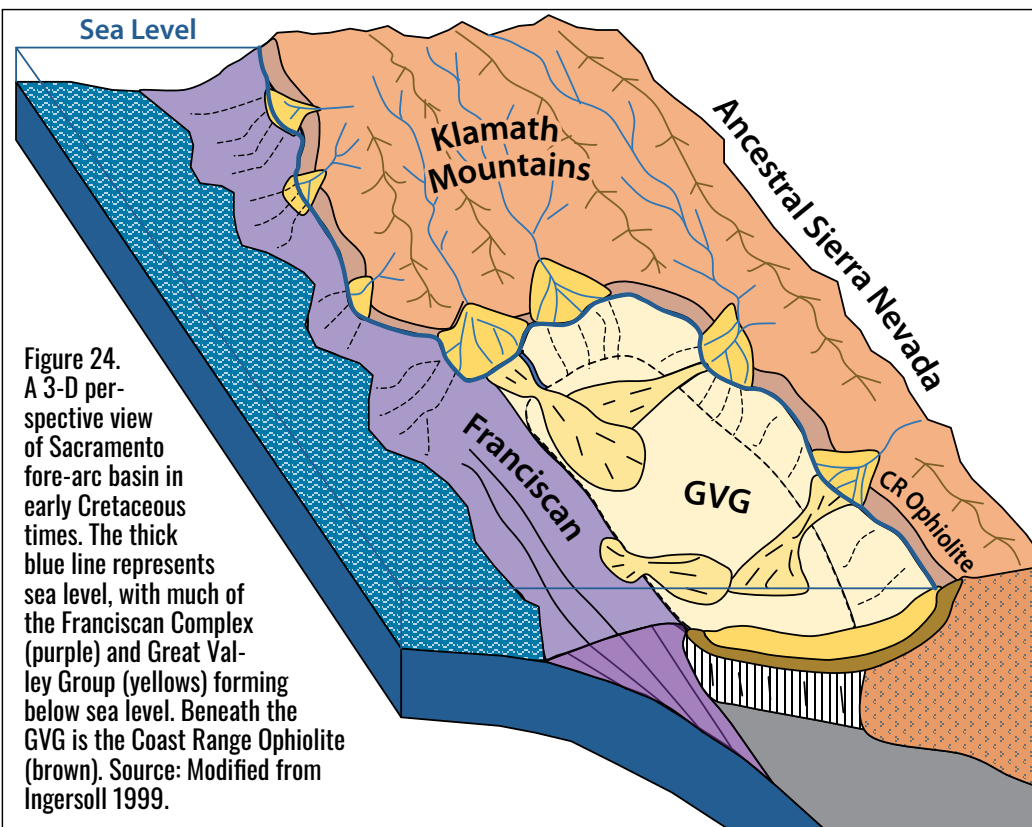 Sea Level
Klamath
Mountains
Ancestral Sierra Nevada
Figure 24.
A 3-D per-
spective view
of Sacramento
fore-arc basin in
early Cretaceous
times. The thick
blue line represents
sea level, with much of
the Franciscan Complex
(purple) and Great Val-
ley Group (yellows) forming
below sea level. Beneath the
GVG is the Coast Range Ophiolite
(brown). Source: Modified from
Ingersoll 1999.
Franciscan
GVG
CR Ophiolite